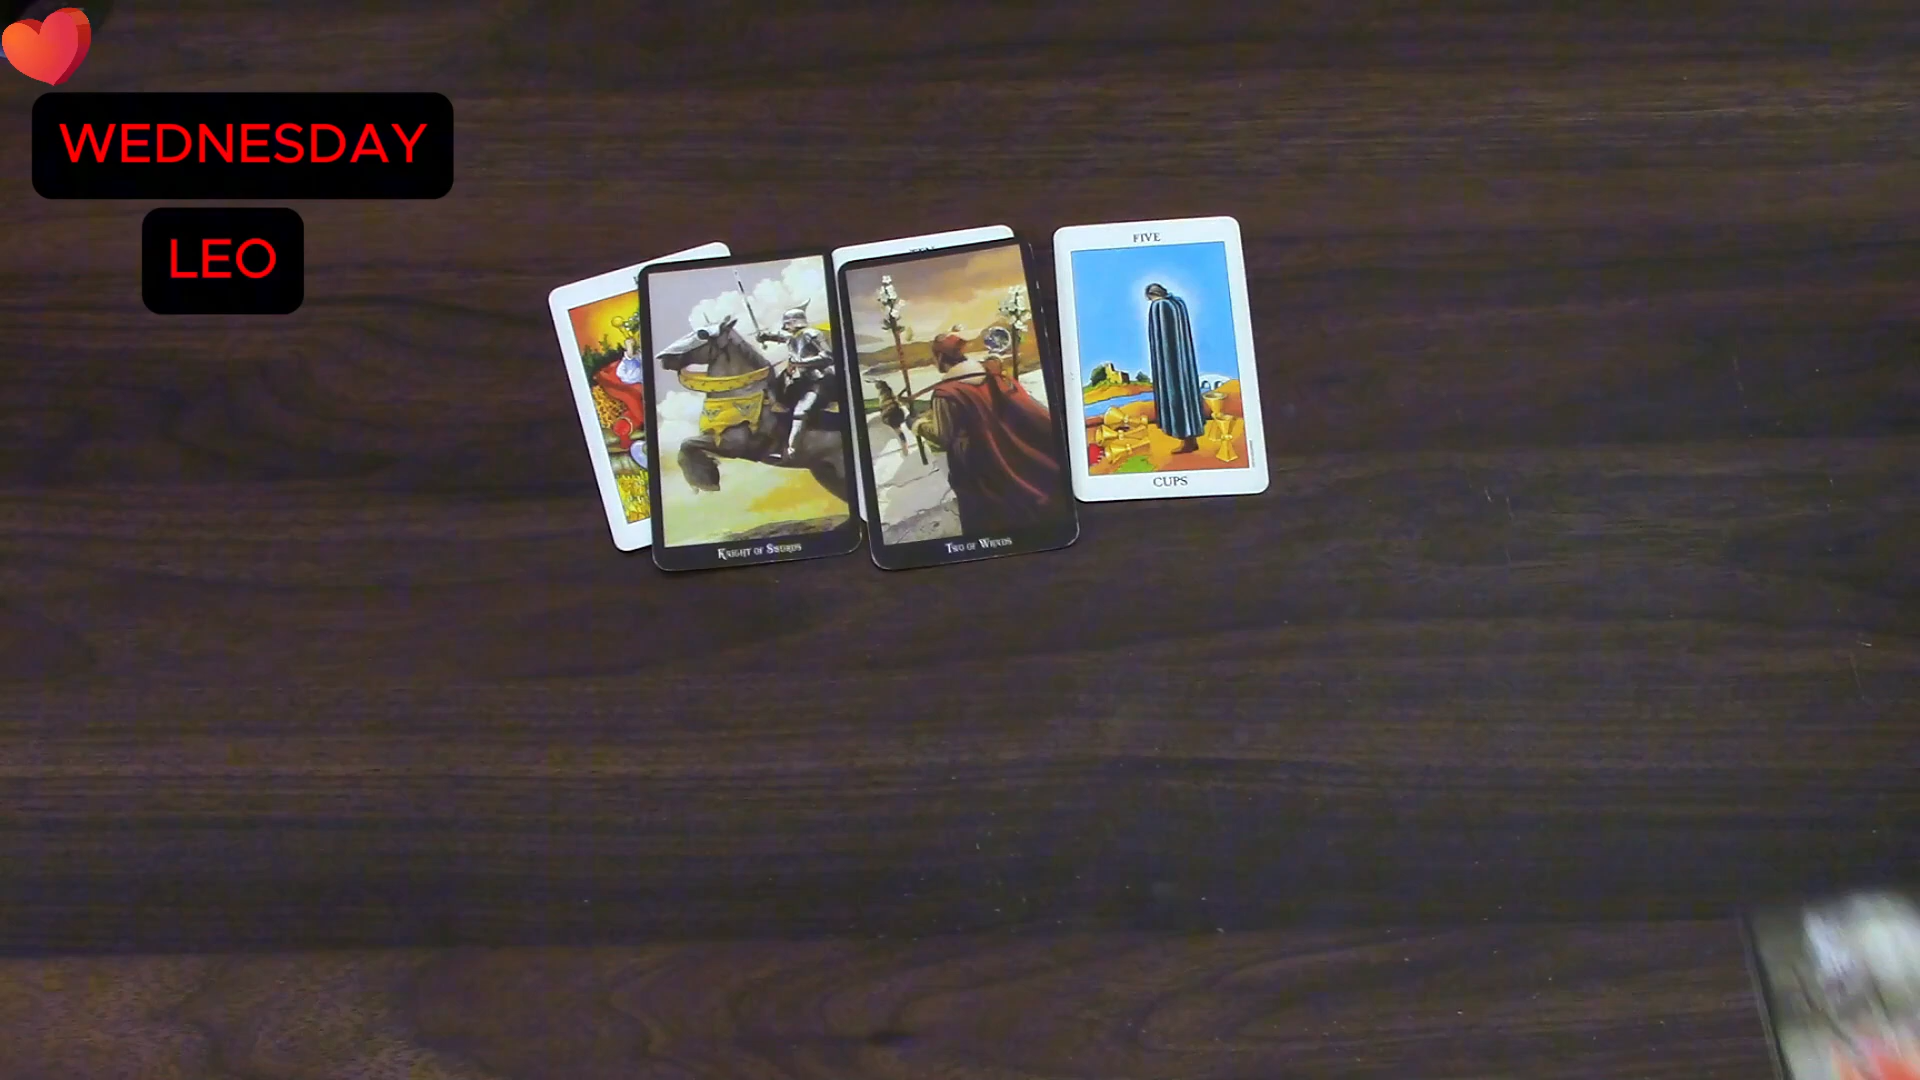 WEDNESDAY
LEO
FIVE
CUPS
KNIGHT OF SWORDS
TWO OF WANDS